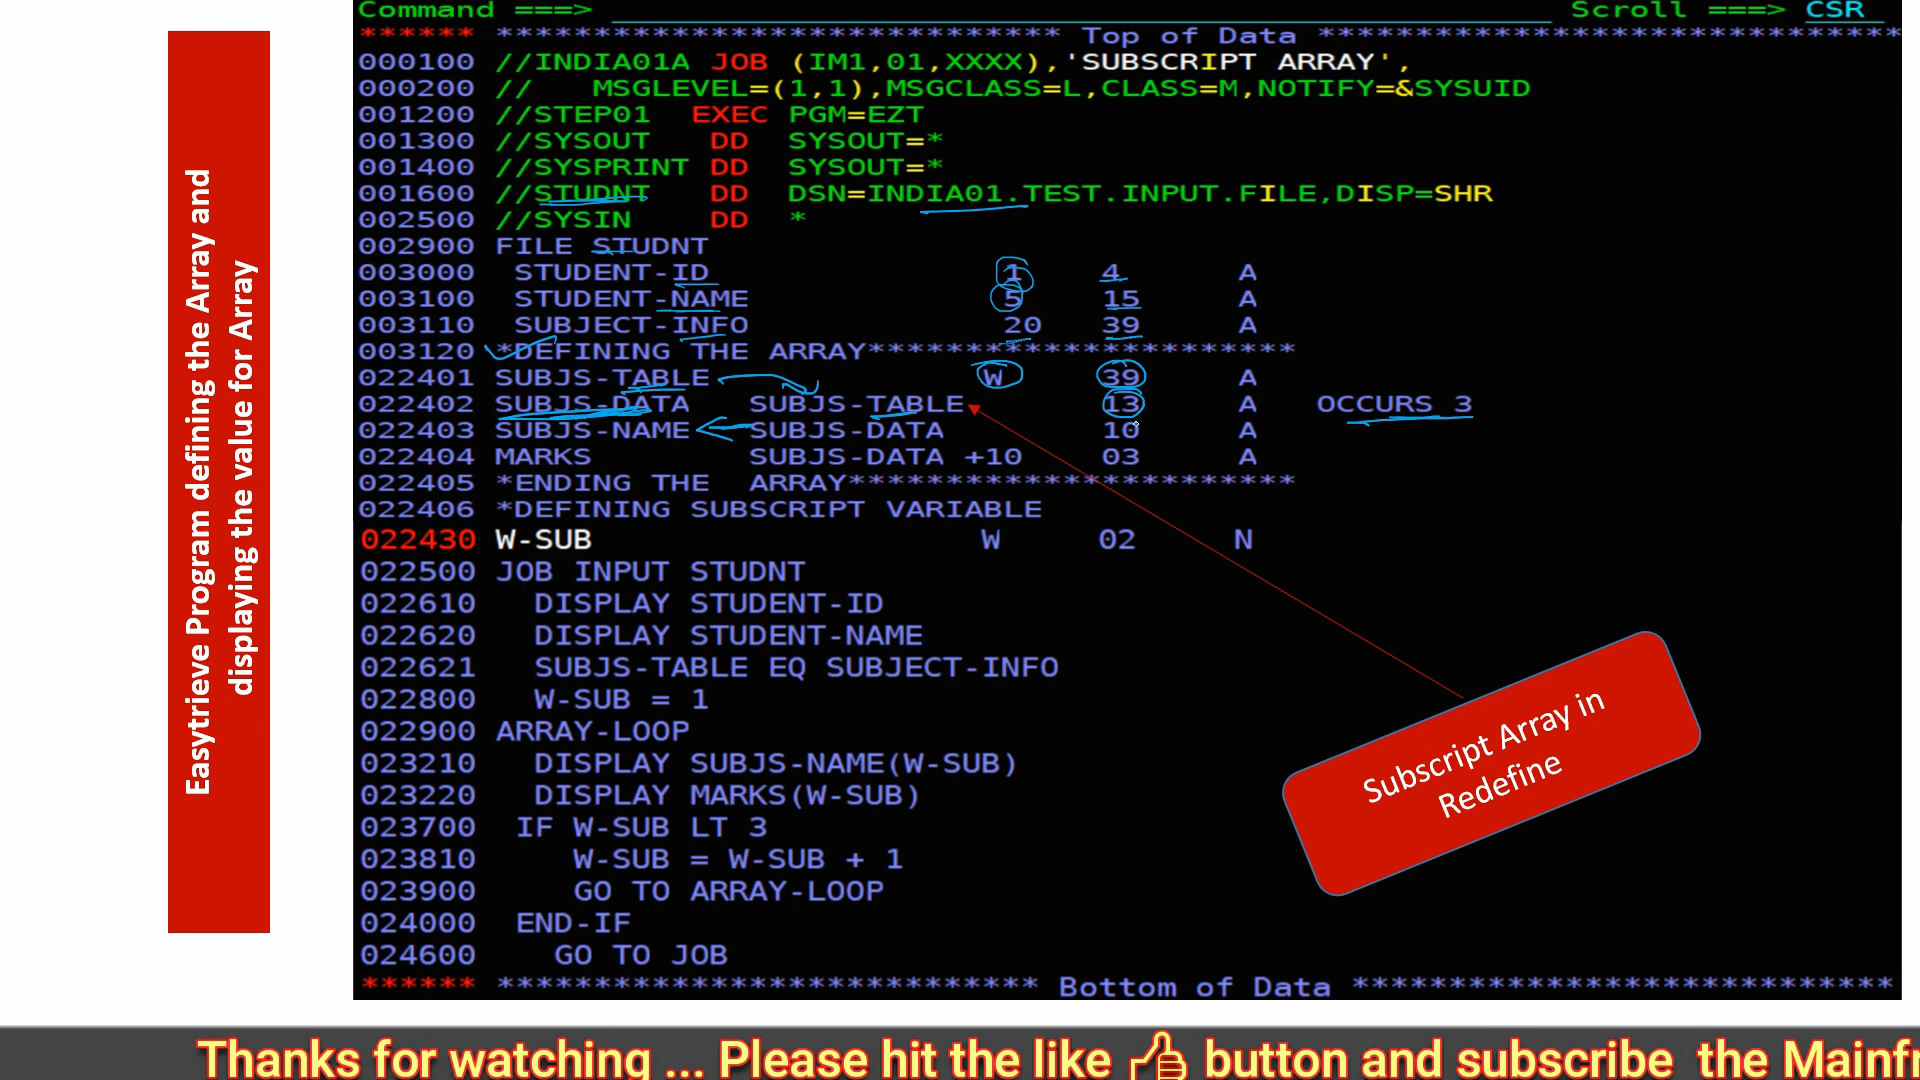 Easytrieve Program defining the Array and
displaying the value for Array
Command ===> Scroll ===> CSR
****** ***************************** Top of Data ******************************
000100 //INDIA01A JOB (IM1,01,XXXX),'SUBSCRIPT ARRAY',
000200 // MSGLEVEL=(1,1),MSGCLASS=L,CLASS=M,NOTIFY=&SYSUID
001200 //STEP01 EXEC PGM=EZT
001300 //SYSOUT DD SYSOUT=*
001400 //SYSPRINT DD SYSOUT=*
001600 //STUDNT DD DSN=INDIA01.TEST.INPUT.FILE,DISP=SHR
002500 //SYSIN DD *
002900 FILE STUDNT
003000 STUDENT-ID 1 4 A
003100 STUDENT-NAME 5 15 A
003110 SUBJECT-INFO 20 39 A
003120 *DEFINING THE ARRAY**********************
022401 SUBJS-TABLE W 39 A
022402 SUBJS-DATA SUBJS-TABLE 13 A OCCURS 3
022403 SUBJS-NAME SUBJS-DATA 10 A
022404 MARKS SUBJS-DATA +10 03 A
022405 *ENDING THE ARRAY***********************
022406 *DEFINING SUBSCRIPT VARIABLE
022430 W-SUB W 02 N
022500 JOB INPUT STUDNT
022610 DISPLAY STUDENT-ID
022620 DISPLAY STUDENT-NAME
022621 SUBJS-TABLE EQ SUBJECT-INFO
022800 W-SUB = 1
022900 ARRAY-LOOP
023210 DISPLAY SUBJS-NAME(W-SUB)
023220 DISPLAY MARKS(W-SUB)
023700 IF W-SUB LT 3
023810 W-SUB = W-SUB + 1
023900 GO TO ARRAY-LOOP
024000 END-IF
024600 GO TO JOB
****** **************************** Bottom of Data ****************************
Subscript Array in
Redefine
Thanks for watching ... Please hit the like button and subscribe the Mainfr